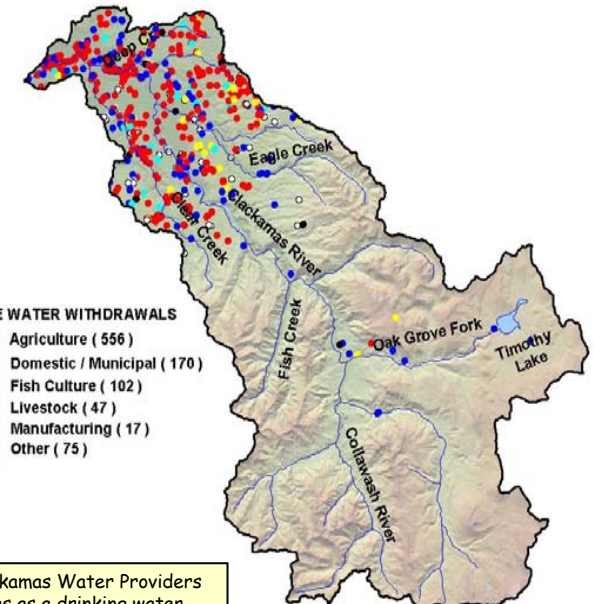 Deep Cr
Eagle Creek
Clear Creek
Clackamas River
E WATER WITHDRAWALS
Agriculture ( 556 )
Domestic / Municipal ( 170 )
Fish Culture ( 102 )
Livestock ( 47 )
Manufacturing ( 17 )
Other ( 75 )
Fish Creek
Oak Grove Fork
Timothy
Lake
Collawash River
kamas Water Providers
es as a drinking water